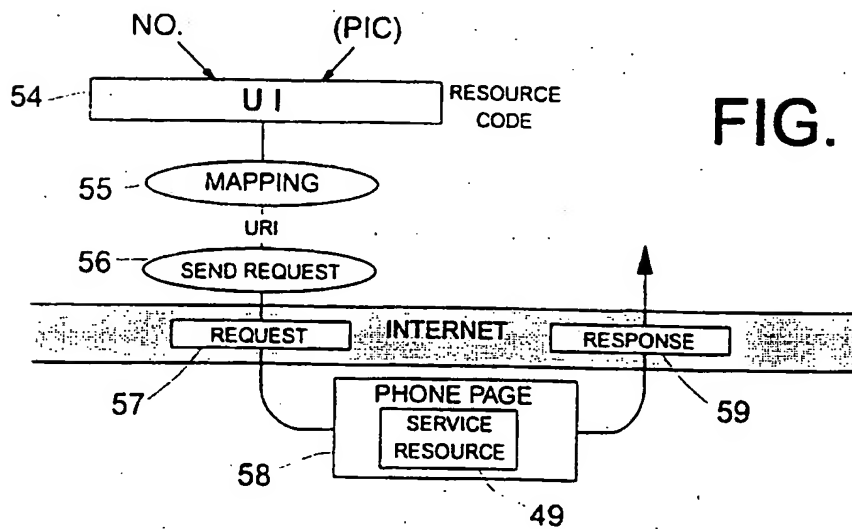 NO.
(PIC)
54
U I
RESOURCE
CODE
FIG.
55
MAPPING
URI
56
SEND REQUEST
REQUEST
INTERNET
RESPONSE
57
PHONE PAGE
59
SERVICE
RESOURCE
58
49